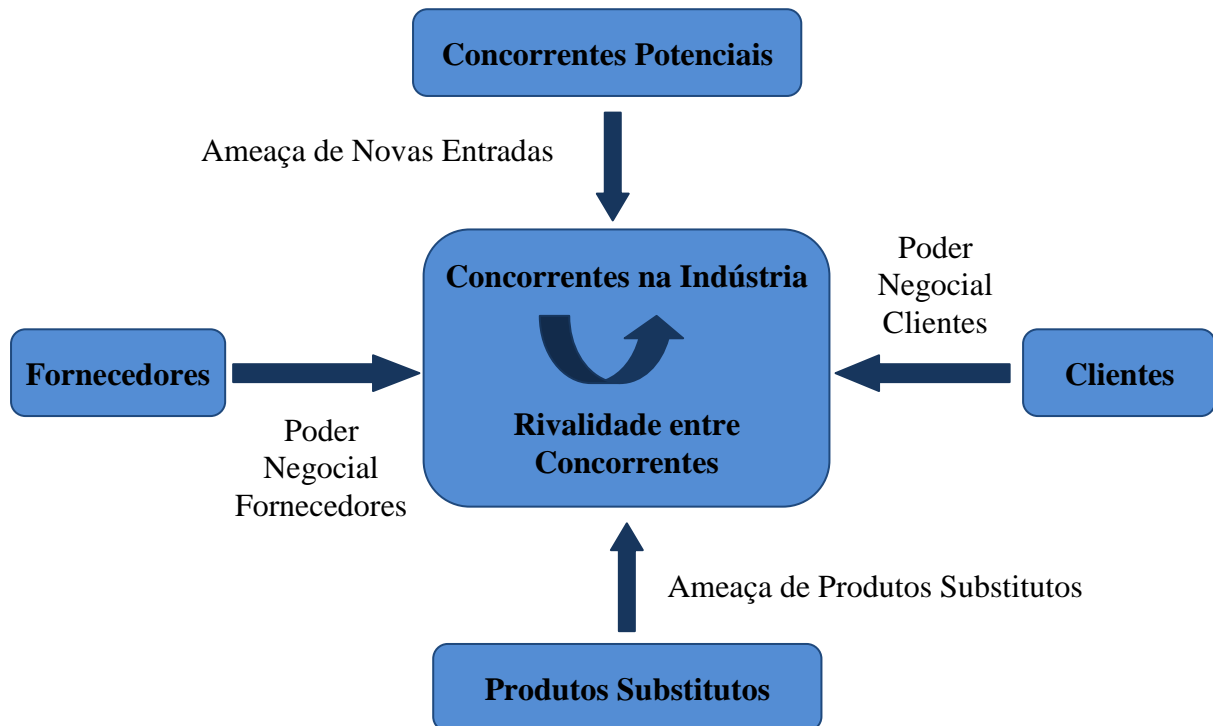 Concorrentes Potenciais
Ameaça de Novas Entradas
Concorrentes na Indústria
Poder
Negocial
Clientes
Fornecedores
Clientes
Poder
Negocial
Fornecedores
Rivalidade entre
Concorrentes
Ameaça de Produtos Substitutos
Produtos Substitutos